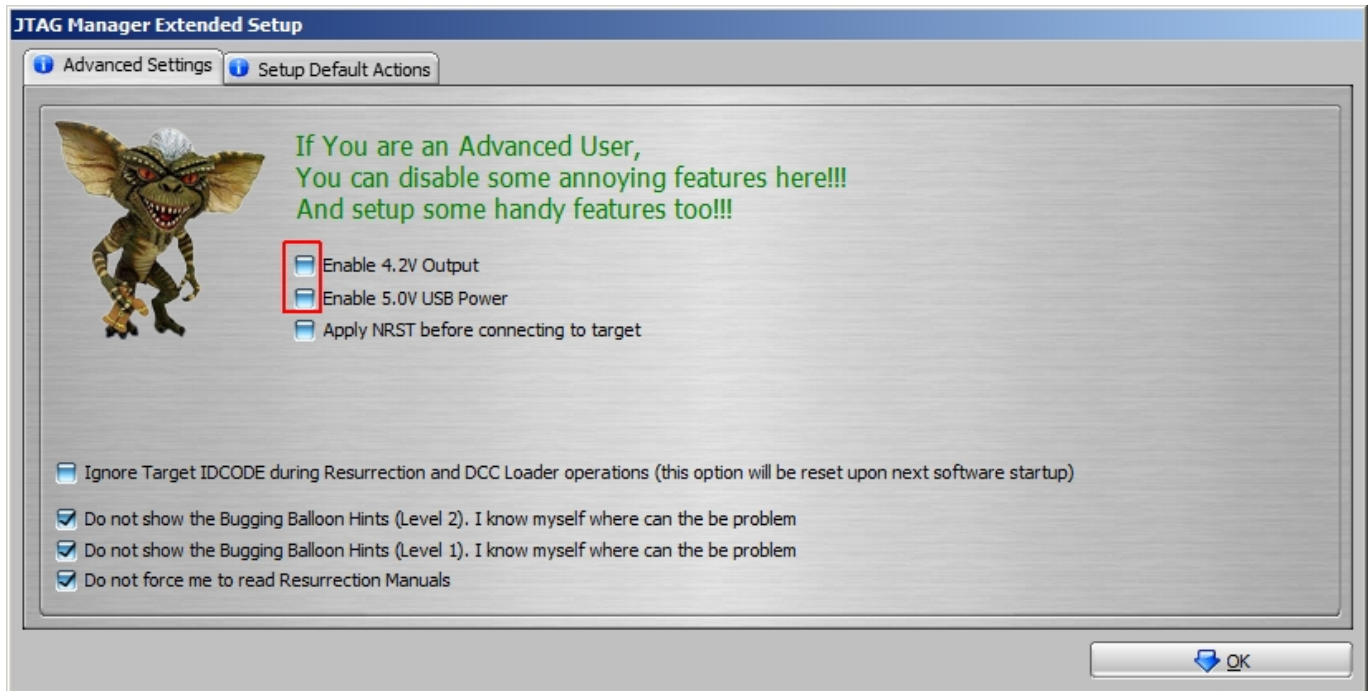 JTAG Manager Extended Setup
Advanced Settings
Setup Default Actions
If You are an Advanced User,
You can disable some annoying features here!!!
And setup some handy features too!!!
Enable 4.2V Output
Enable 5.0V USB Power
Apply NRST before connecting to target
Ignore Target IDCODE during Resurrection and DCC Loader operations (this option will be reset upon next software startup)
Do not show the Bugging Balloon Hints (Level 2). I know myself where can the be problem
Do not show the Bugging Balloon Hints (Level 1). I know myself where can the be problem
Do not force me to read Resurrection Manuals
OK